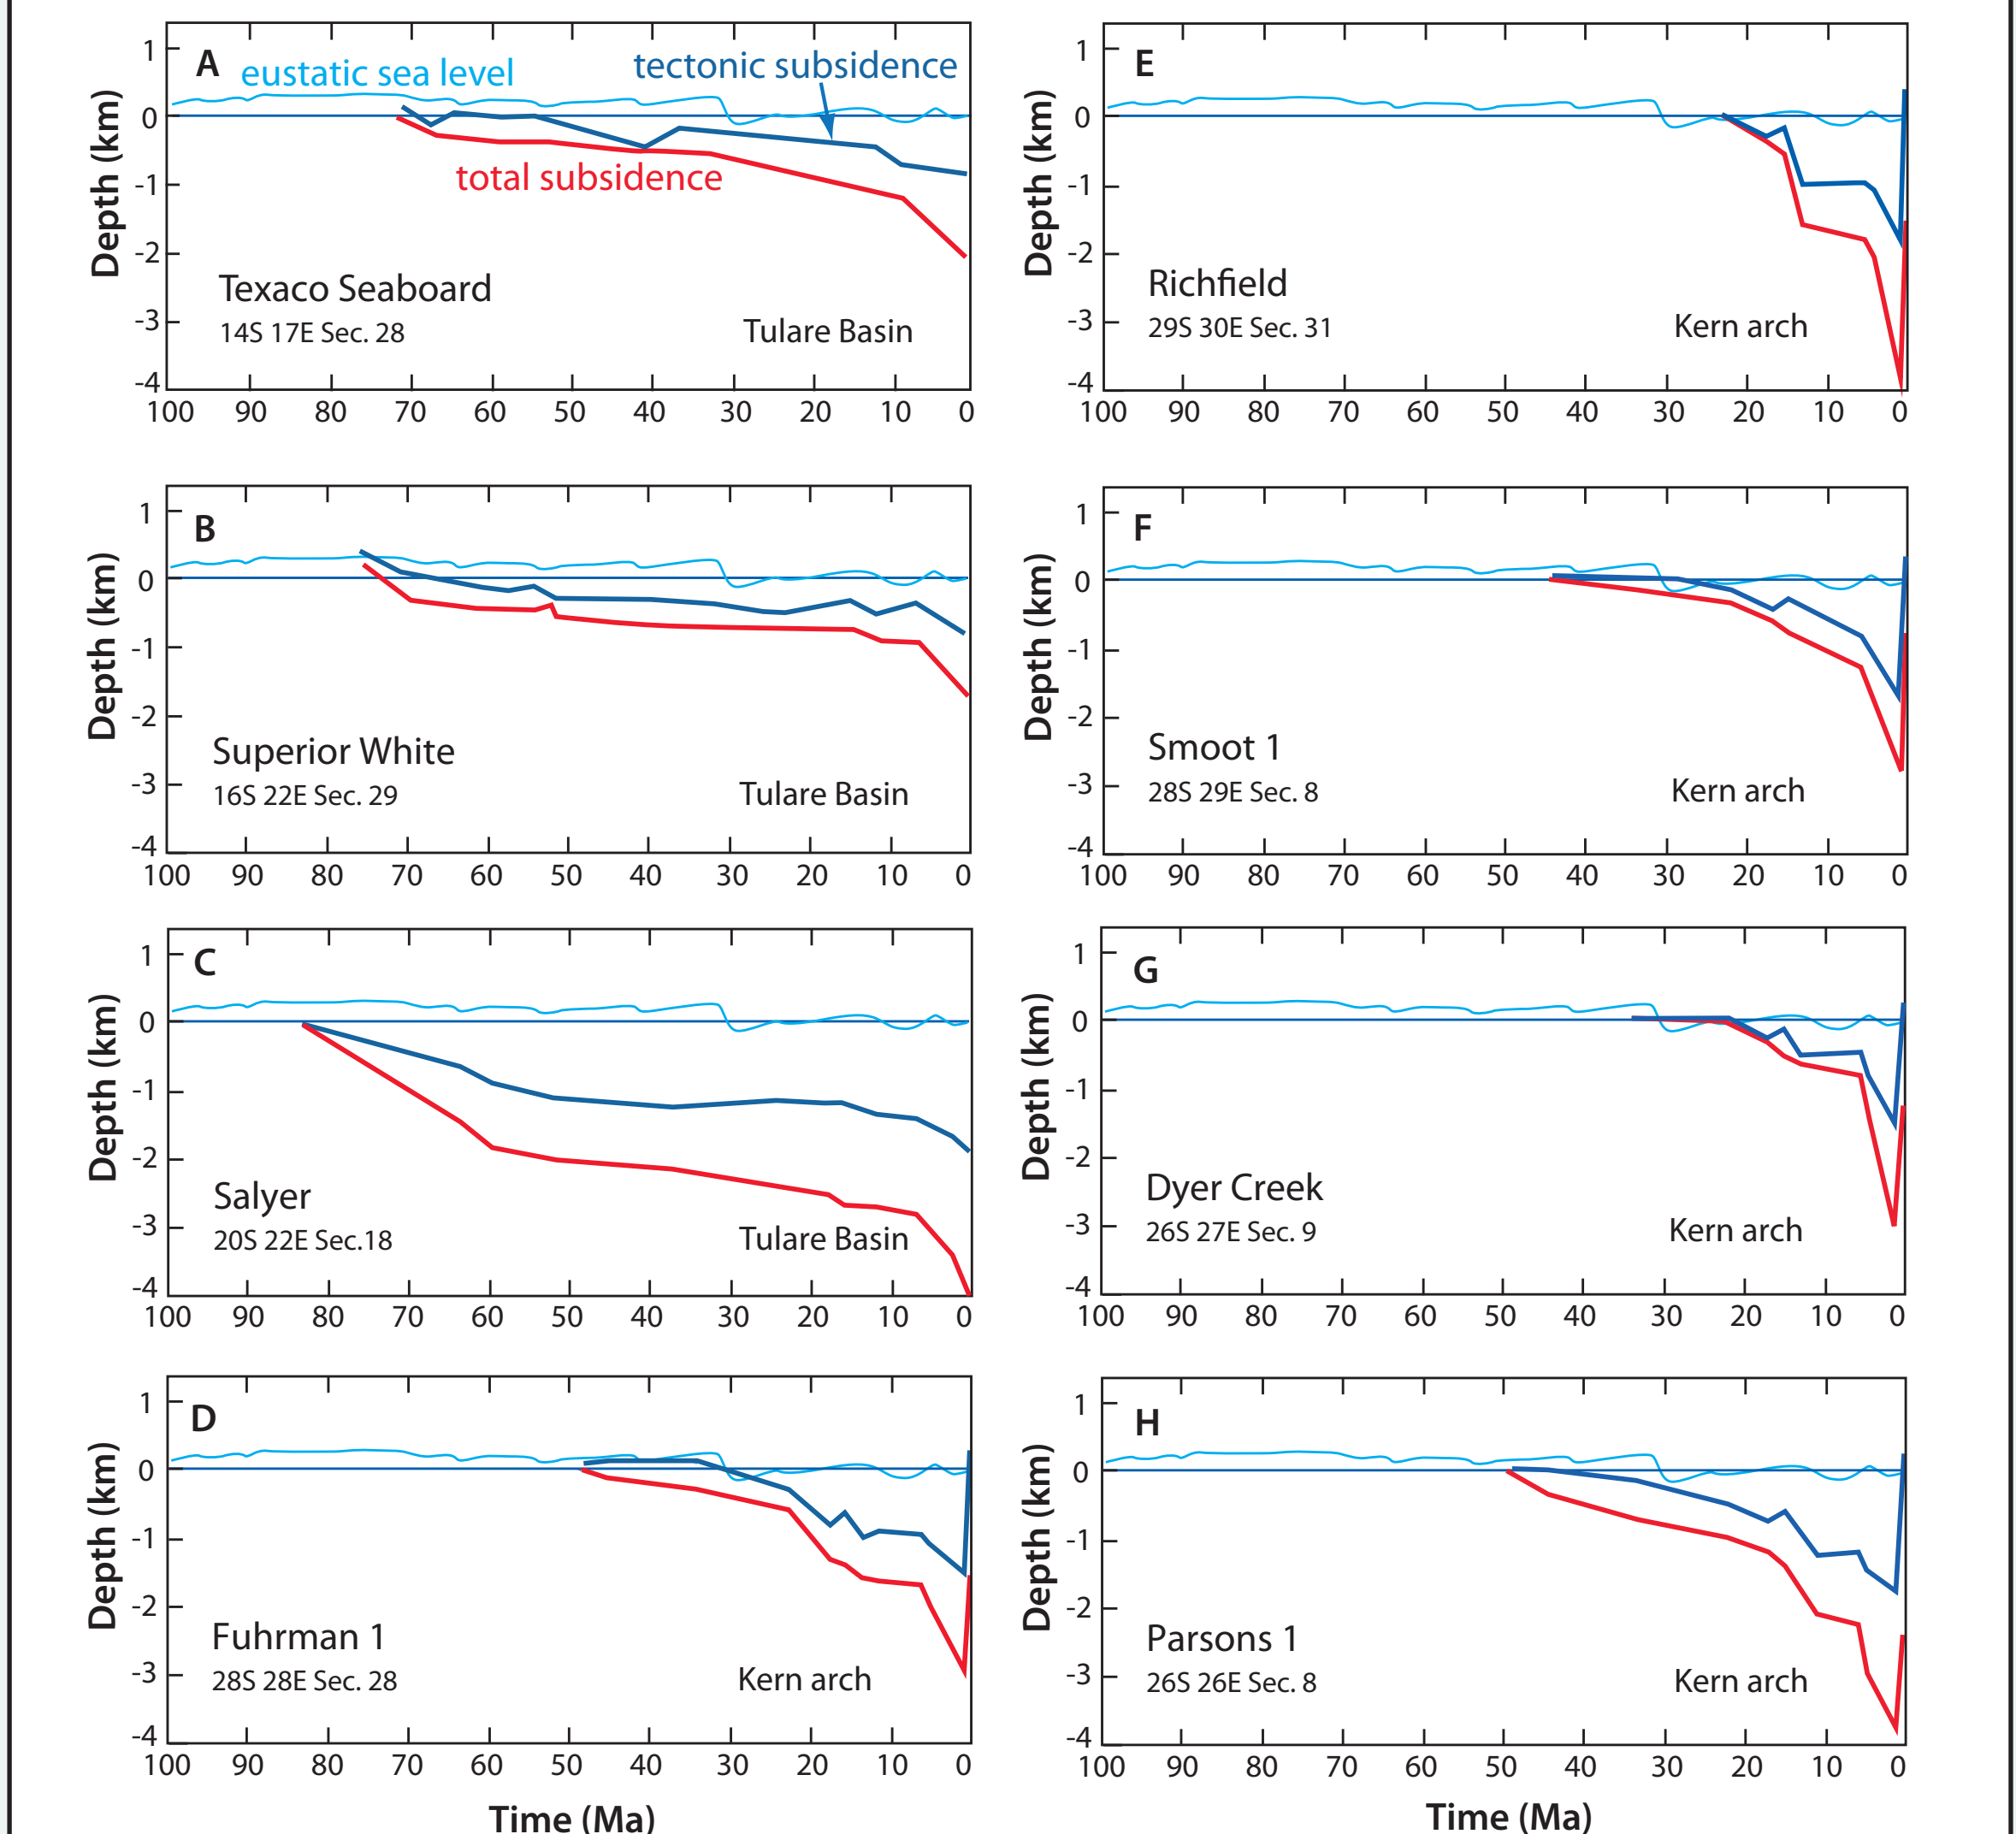 A
eustatic sea level
tectonic subsidence
total subsidence
Depth (km)
1
0
-1
-2
-3
-4
Texaco Seaboard
14S 17E Sec. 28
Tulare Basin
100 90 80 70 60 50 40 30 20 10 0
B
Depth (km)
1
0
-1
-2
-3
-4
Superior White
16S 22E Sec. 29
Tulare Basin
100 90 80 70 60 50 40 30 20 10 0
C
Depth (km)
1
0
-1
-2
-3
-4
Salyer
20S 22E Sec.18
Tulare Basin
100 90 80 70 60 50 40 30 20 10 0
D
Depth (km)
1
0
-1
-2
-3
-4
Fuhrman 1
28S 28E Sec. 28
Kern arch
100 90 80 70 60 50 40 30 20 10 0
Time (Ma)
E
Depth (km)
1
0
-1
-2
-3
-4
Richfield
29S 30E Sec. 31
Kern arch
100 90 80 70 60 50 40 30 20 10 0
F
Depth (km)
1
0
-1
-2
-3
-4
Smoot 1
28S 29E Sec. 8
Kern arch
100 90 80 70 60 50 40 30 20 10 0
G
Depth (km)
1
0
-1
-2
-3
-4
Dyer Creek
26S 27E Sec. 9
Kern arch
100 90 80 70 60 50 40 30 20 10 0
H
Depth (km)
1
0
-1
-2
-3
-4
Parsons 1
26S 26E Sec. 8
Kern arch
100 90 80 70 60 50 40 30 20 10 0
Time (Ma)